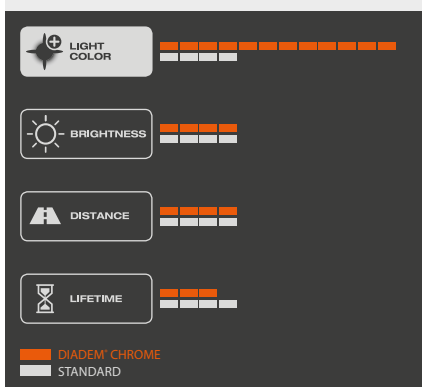 LIGHT
COLOR
BRIGHTNESS
DISTANCE
LIFETIME
DIADEM® CHROME
STANDARD